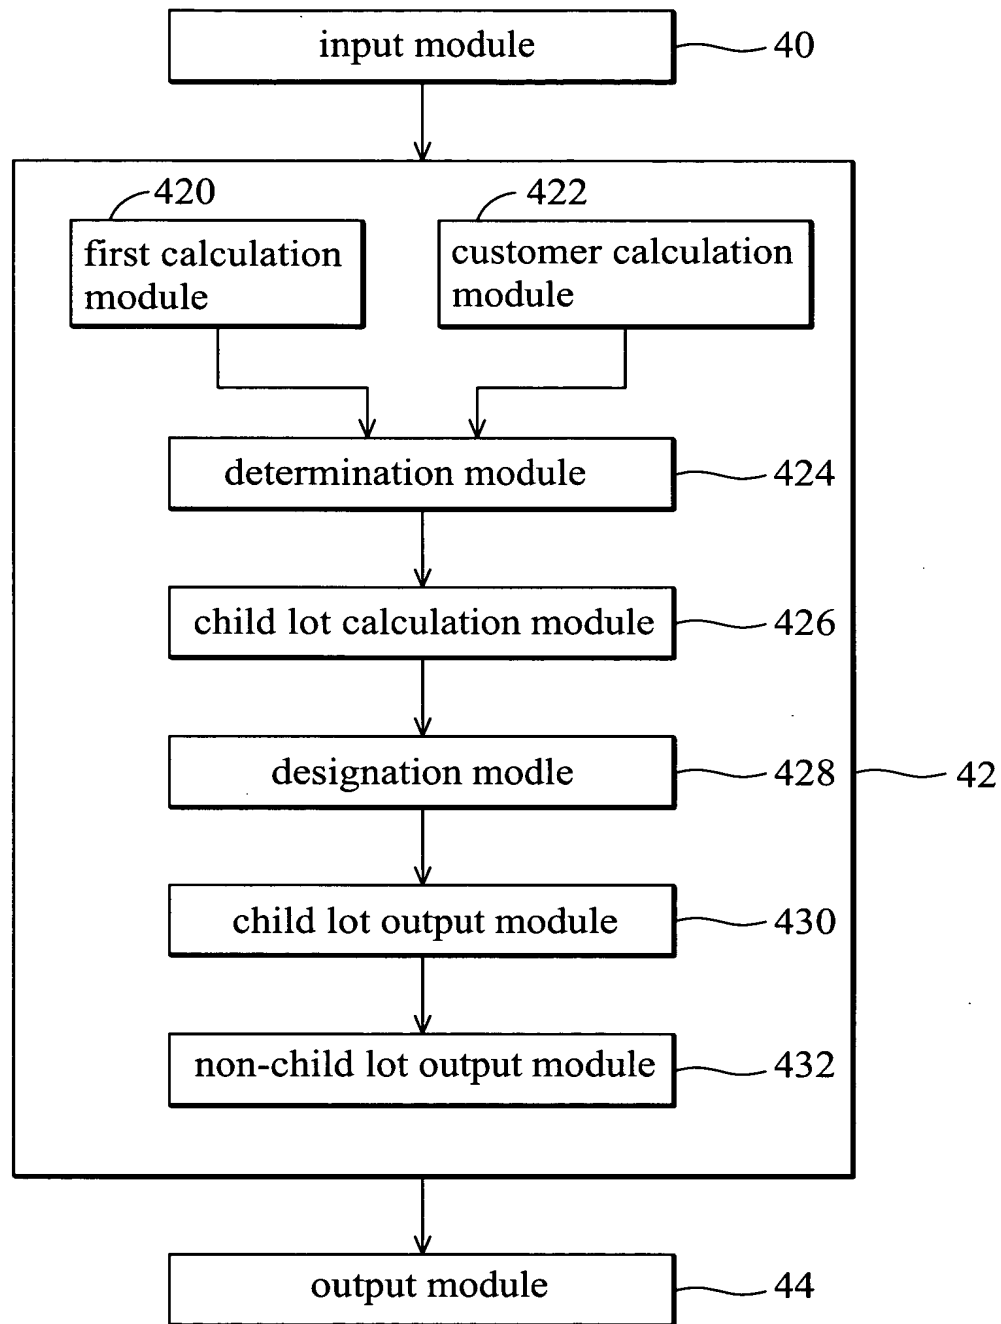 input module
40
420
422
first calculation
module
customer calculation
module
determination module
424
child lot calculation module
426
designation modle
428
42
child lot output module
430
non-child lot output module
432
output module
44